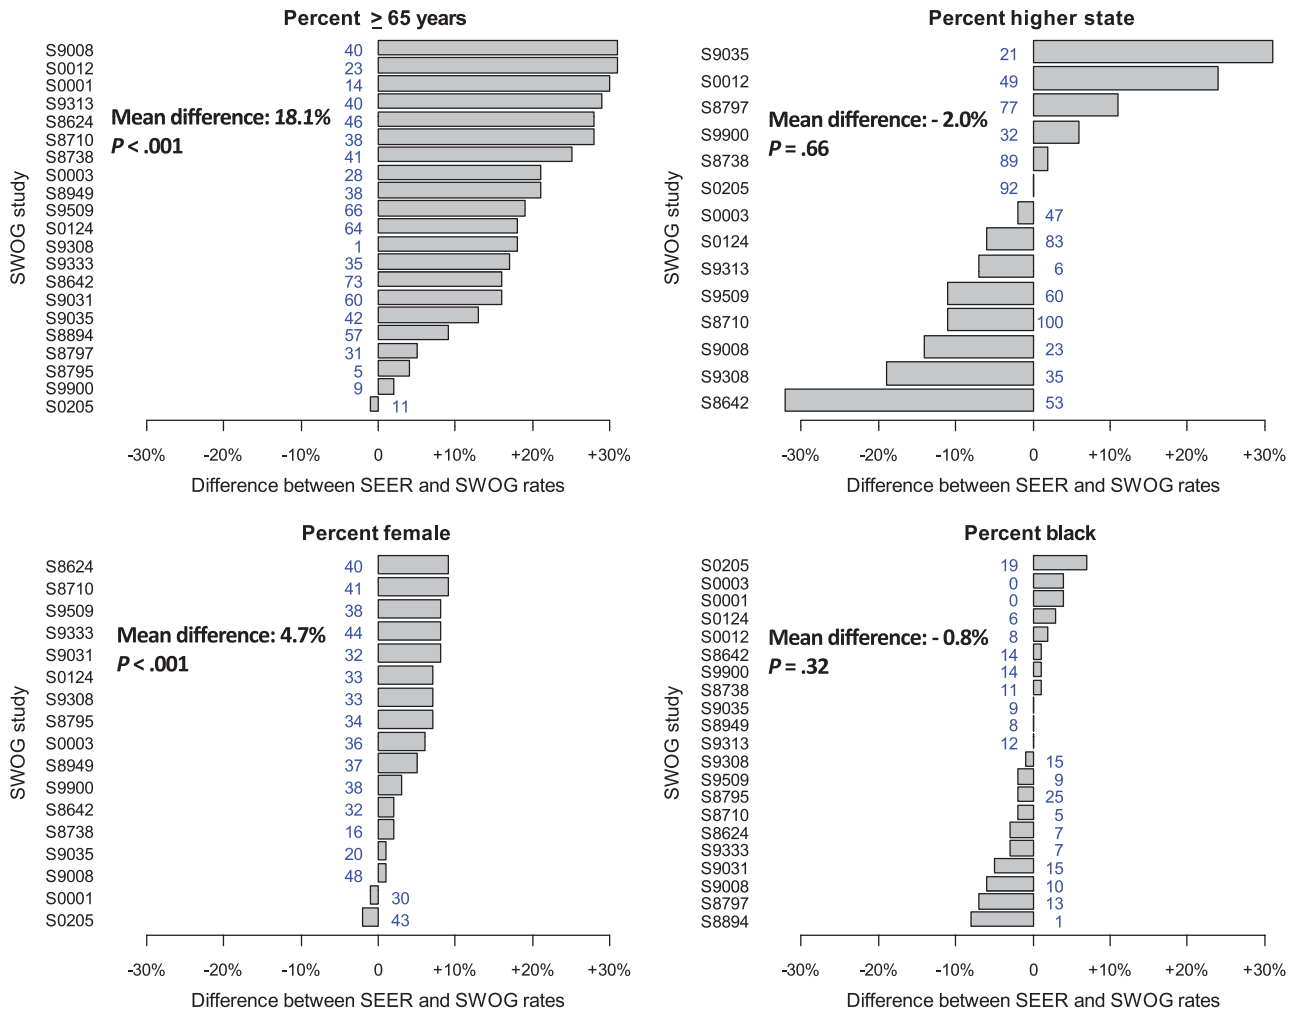 Percent ≥ 65 years
SWOG study
S9008 40
S0012 23
S0001 14
S9313 40
S8624 46
S8710 38
S8738 41
S0003 28
S8949 38
S9509 66
S0124 64
S9308 1
S9333 35
S8642 73
S9031 60
S9035 42
S8894 57
S8797 31
S8795 5
S9900 9
S0205 11
Mean difference: 18.1%
P < .001
-30% -20% -10% 0 +10% +20% +30%
Difference between SEER and SWOG rates
Percent higher state
SWOG study
S9035 21
S0012 49
S8797 77
S9900 32
S8738 89
S0205 92
S0003 47
S0124 83
S9313 6
S9509 60
S8710 100
S9008 23
S9308 35
S8642 53
Mean difference: - 2.0%
P = .66
-30% -20% -10% 0 +10% +20% +30%
Difference between SEER and SWOG rates
Percent female
SWOG study
S8624 40
S8710 41
S9509 38
S9333 44
S9031 32
S0124 33
S9308 33
S8795 34
S0003 36
S8949 37
S9900 38
S8642 32
S8738 16
S9035 20
S9008 48
S0001 30
S0205 43
Mean difference: 4.7%
P < .001
-30% -20% -10% 0 +10% +20% +30%
Difference between SEER and SWOG rates
Percent black
SWOG study
S0205 19
S0003 0
S0001 0
S0124 6
S0012 8
S8642 14
S9900 14
S8738 11
S9035 9
S8949 8
S9313 12
S9308 15
S9509 9
S8795 25
S8710 5
S8624 7
S9333 7
S9031 15
S9008 10
S8797 13
S8894 1
Mean difference: - 0.8%
P = .32
-30% -20% -10% 0 +10% +20% +30%
Difference between SEER and SWOG rates